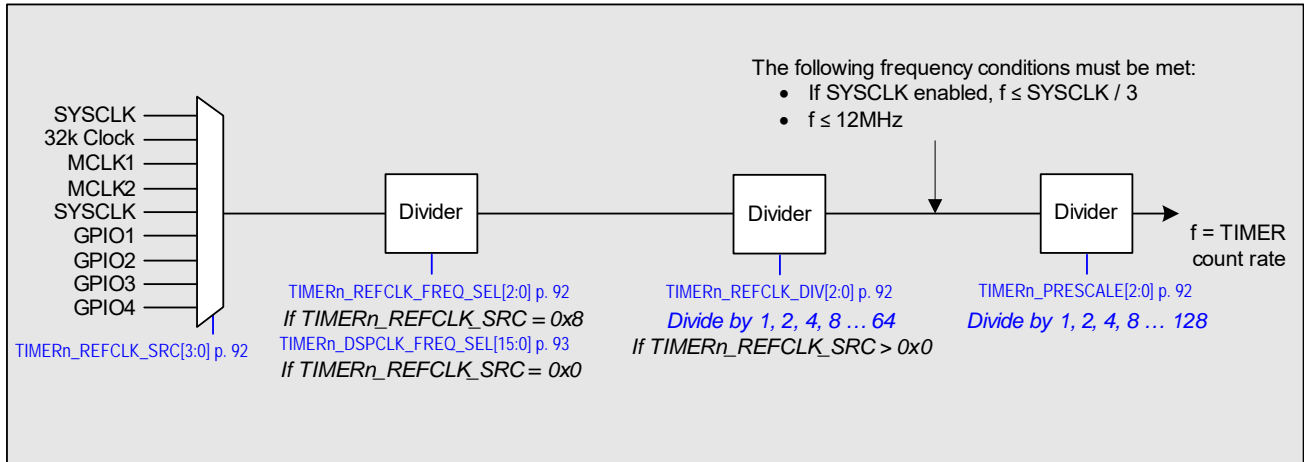 The following frequency conditions must be met:
• If SYSCLK enabled, f ≤ SYSCLK / 3
• f ≤ 12MHz
SYSCLK
32k Clock
MCLK1
MCLK2
SYSCLK
GPIO1
GPIO2
GPIO3
GPIO4
TIMERn_REFCLK_SRC[3:0] p. 92
Divider
TIMERn_REFCLK_FREQ_SEL[2:0] p. 92
If TIMERn_REFCLK_SRC = 0x8
TIMERn_DSPCLK_FREQ_SEL[15:0] p. 93
If TIMERn_REFCLK_SRC = 0x0
Divider
TIMERn_REFCLK_DIV[2:0] p. 92
Divide by 1, 2, 4, 8 … 64
If TIMERn_REFCLK_SRC > 0x0
Divider
TIMERn_PRESCALE[2:0] p. 92
Divide by 1, 2, 4, 8 … 128
f = TIMER
count rate